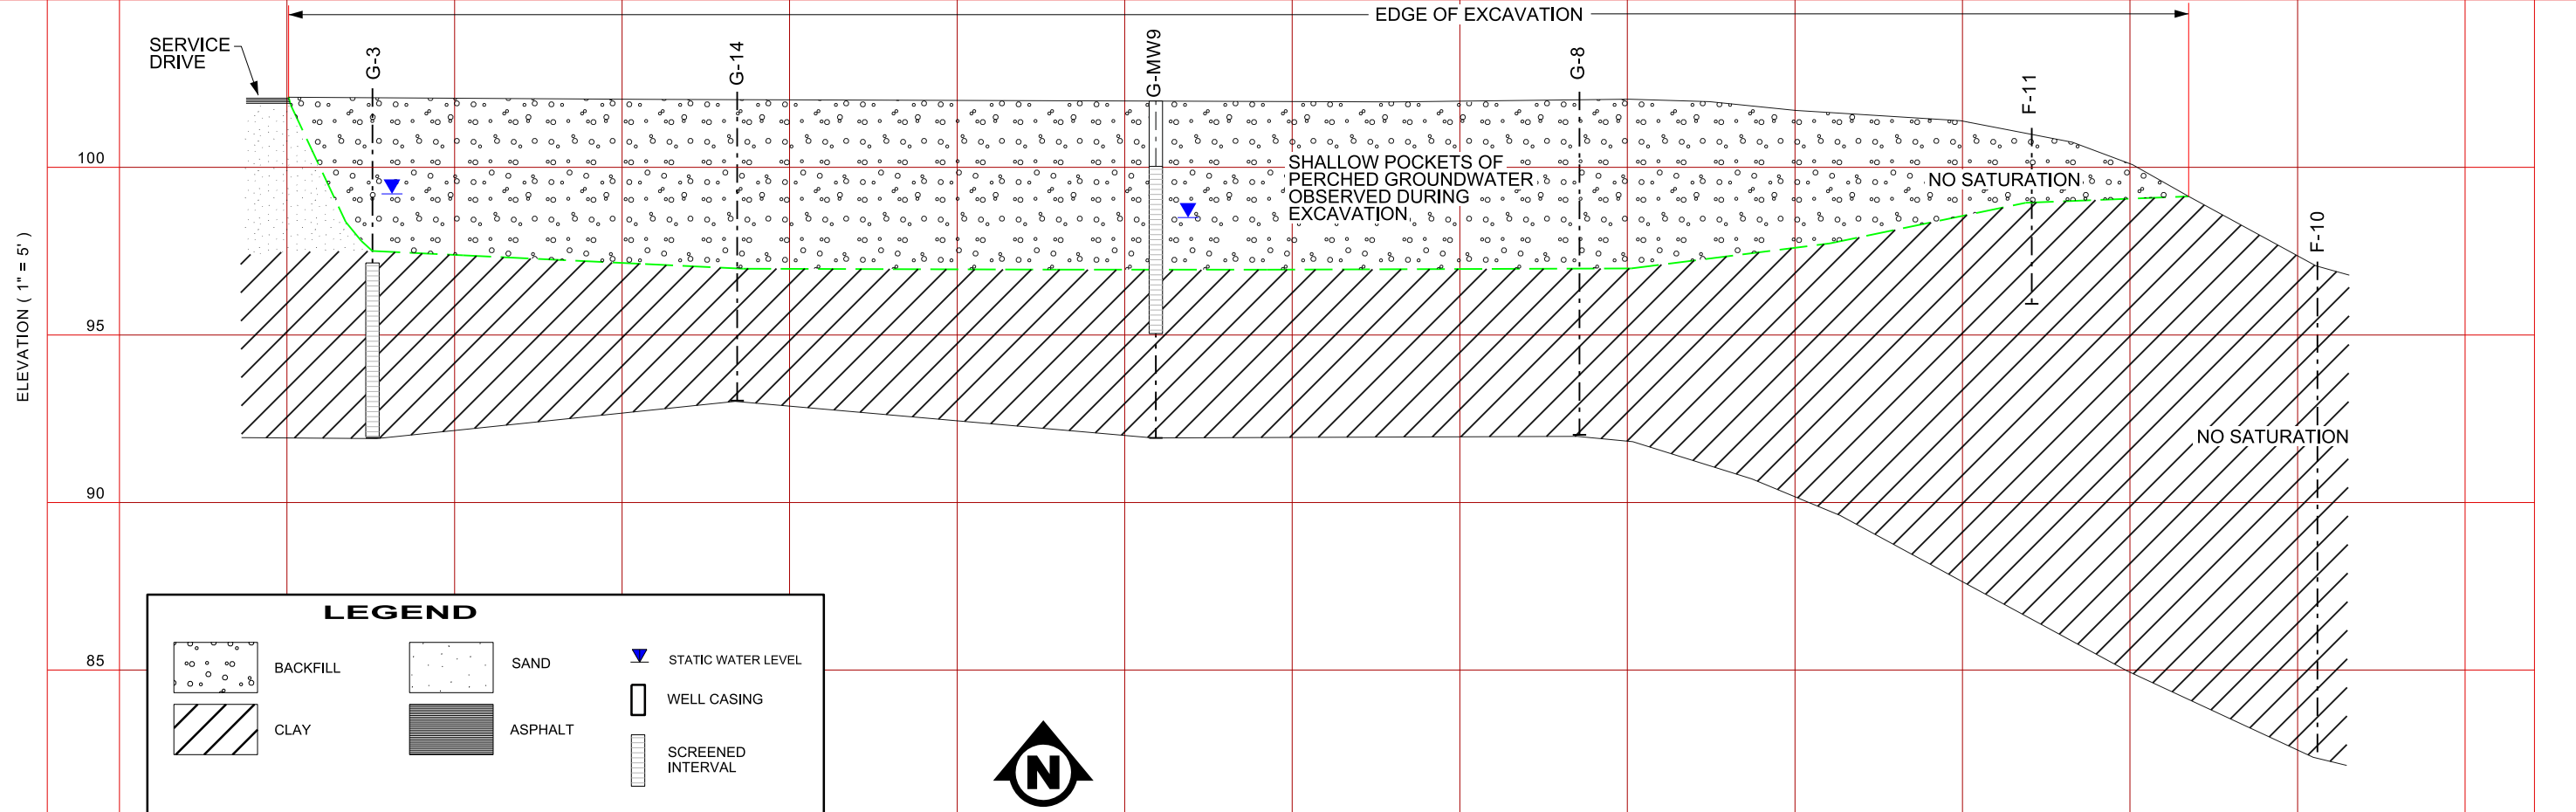 EDGE OF EXCAVATION
SERVICE
DRIVE
G-3
G-14
G-MW9
G-8
F-11
F-10
ELEVATION ( 1" = 5' )
100
95
90
85
SHALLOW POCKETS OF
PERCHED GROUNDWATER
OBSERVED DURING
EXCAVATION
NO SATURATION
NO SATURATION
LEGEND
BACKFILL
SAND
STATIC WATER LEVEL
WELL CASING
CLAY
ASPHALT
SCREENED
INTERVAL
N